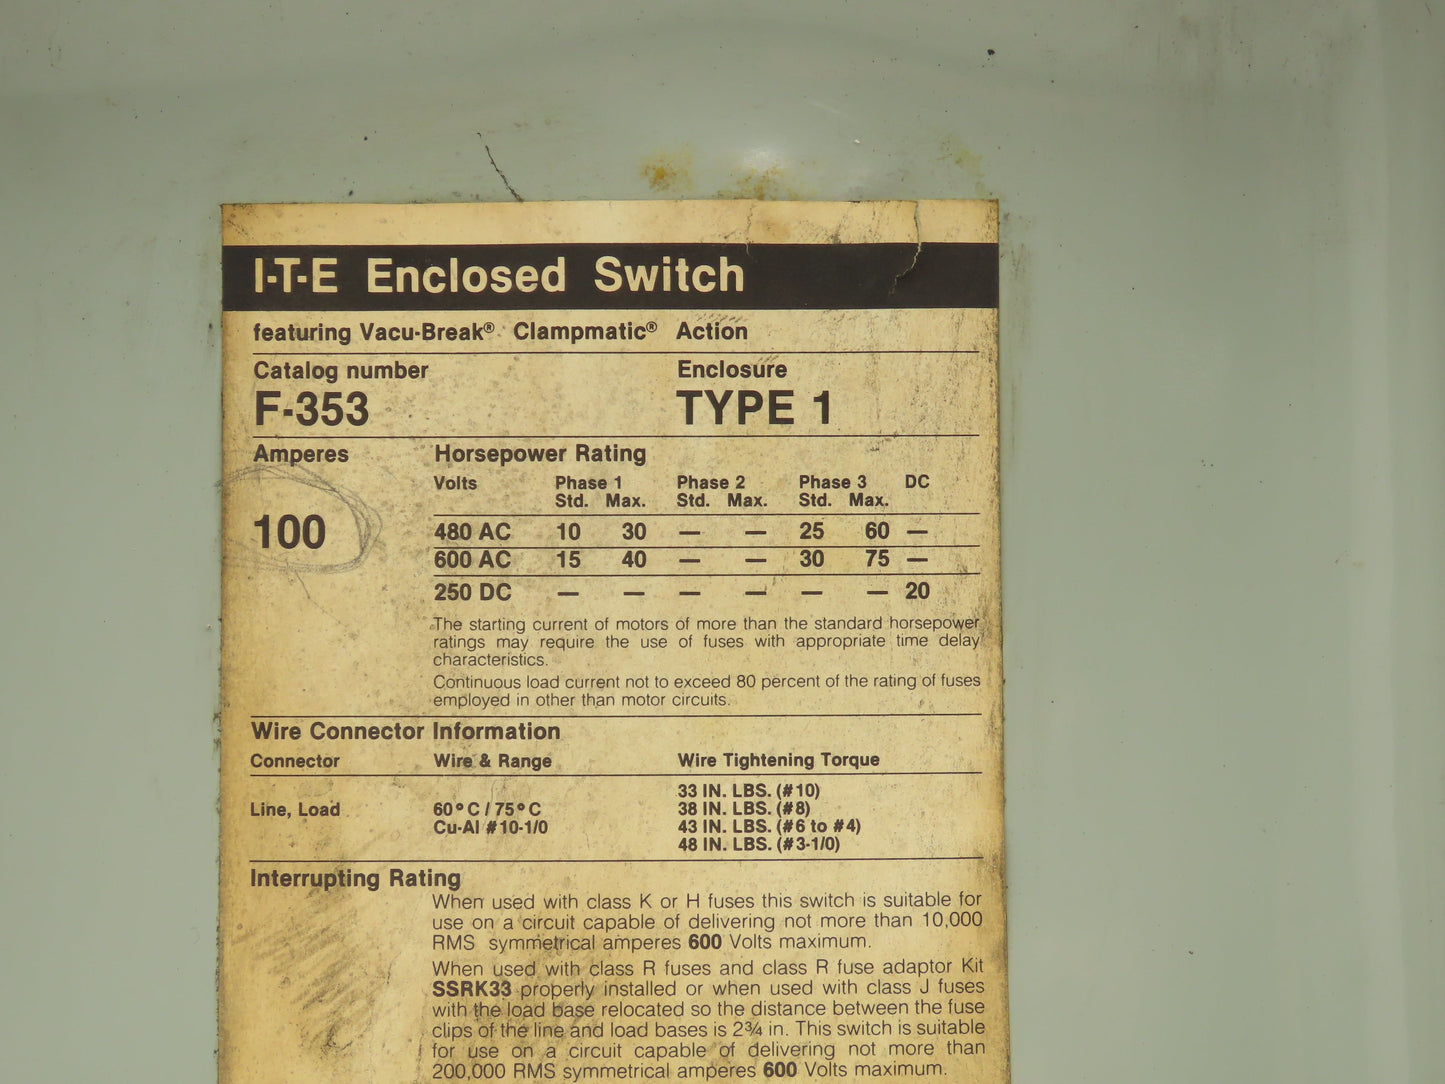 I-T-E Enclosed Switch
featuring Vacu-Break® Clampmatic® Action
Catalog number Enclosure
F-353 TYPE 1
Amperes Horsepower Rating
Volts Phase 1 Phase 2 Phase 3 DC
Std. Max. Std. Max. Std. Max.
100 480 AC 10 30 — — 25 60 —
600 AC 15 40 — — 30 75 —
250 DC — — — — — — 20
The starting current of motors of more than the standard horsepower
ratings may require the use of fuses with appropriate time delay
characteristics.
Continuous load current not to exceed 80 percent of the rating of fuses
employed in other than motor circuits.
Wire Connector Information
Connector Wire & Range Wire Tightening Torque
33 IN. LBS. (#10)
Line, Load 60°C/75°C 38 IN. LBS. (#8)
Cu-Al #10-1/0 43 IN. LBS. (#6 to #4)
48 IN. LBS. (#3-1/0)
Interrupting Rating
When used with class K or H fuses this switch is suitable for
use on a circuit capable of delivering not more than 10,000
RMS symmetrical amperes 600 Volts maximum.
When used with class R fuses and class R fuse adaptor Kit
SSRK33 properly installed or when used with class J fuses
with the load base relocated so the distance between the fuse
clips of the line and load bases is 2¾ in. This switch is suitable
for use on a circuit capable of delivering not more than
200,000 RMS symmetrical amperes 600 Volts maximum.